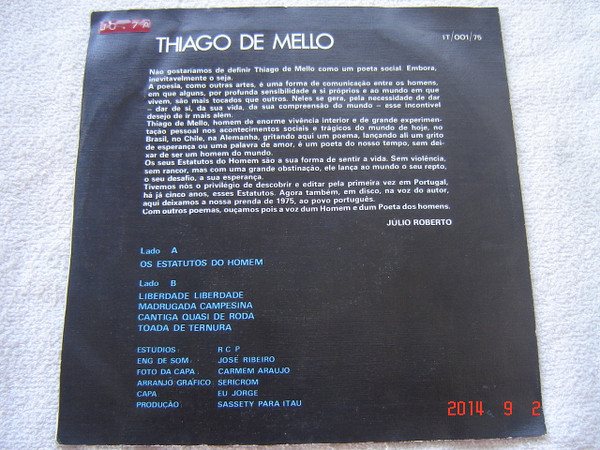 THIAGO DE MELLO
IT/001/75
Não gostaríamos de definir Thiago de Mello como um poeta social. Embora,
inevitavelmente o seja.
A poesia, como outras artes, é uma forma de comunicação entre os homens,
em que alguns, por profunda sensibilidade a si próprios e ao mundo em que
vivem, são mais tocados que outros. Neles se gera, pela necessidade de dar
— dar de si, da sua vida, da sua compreensão do mundo — esse incontível
desejo de ir mais além.
Thiago de Mello, homem de enorme vivência interior e de grande experimen-
tação pessoal nos acontecimentos sociais e trágicos do mundo de hoje, no
Brasil, no Chile, na Alemanha, gritando aqui um poema, lançando ali um grito
de esperança ou uma palavra de amor, é um poeta do nosso tempo, sem dei-
xar de ser um homem do mundo.
Os seus Estatutos do Homem são a sua forma de sentir a vida. Sem violência,
sem rancor, mas com uma grande obstinação, ele lança ao mundo o seu repto,
o seu desafio, a sua esperança.
Tivemos nós o privilégio de descobrir e editar pela primeira vez em Portugal,
há já cinco anos, esses Estatutos. Agora também, em disco, na voz do autor,
aqui deixamos a nossa prenda de 1975, ao povo português.
Com outros poemas, ouçamos pois a voz dum Homem e dum Poeta dos homens.
JÚLIO ROBERTO
Lado A
OS ESTATUTOS DO HOMEM
Lado B
LIBERDADE LIBERDADE
MADRUGADA CAMPESINA
CANTIGA QUASI DE RODA
TOADA DE TERNURA
ESTÚDIOS: R C P
ENG DE SOM: JOSÉ RIBEIRO
FOTO DA CAPA: CARMEM ARAUJO
ARRANJO GRÁFICO: SERICROM
CAPA EU JORGE
PRODUÇÃO: SASSETY PARA ITAU
2014 9 2